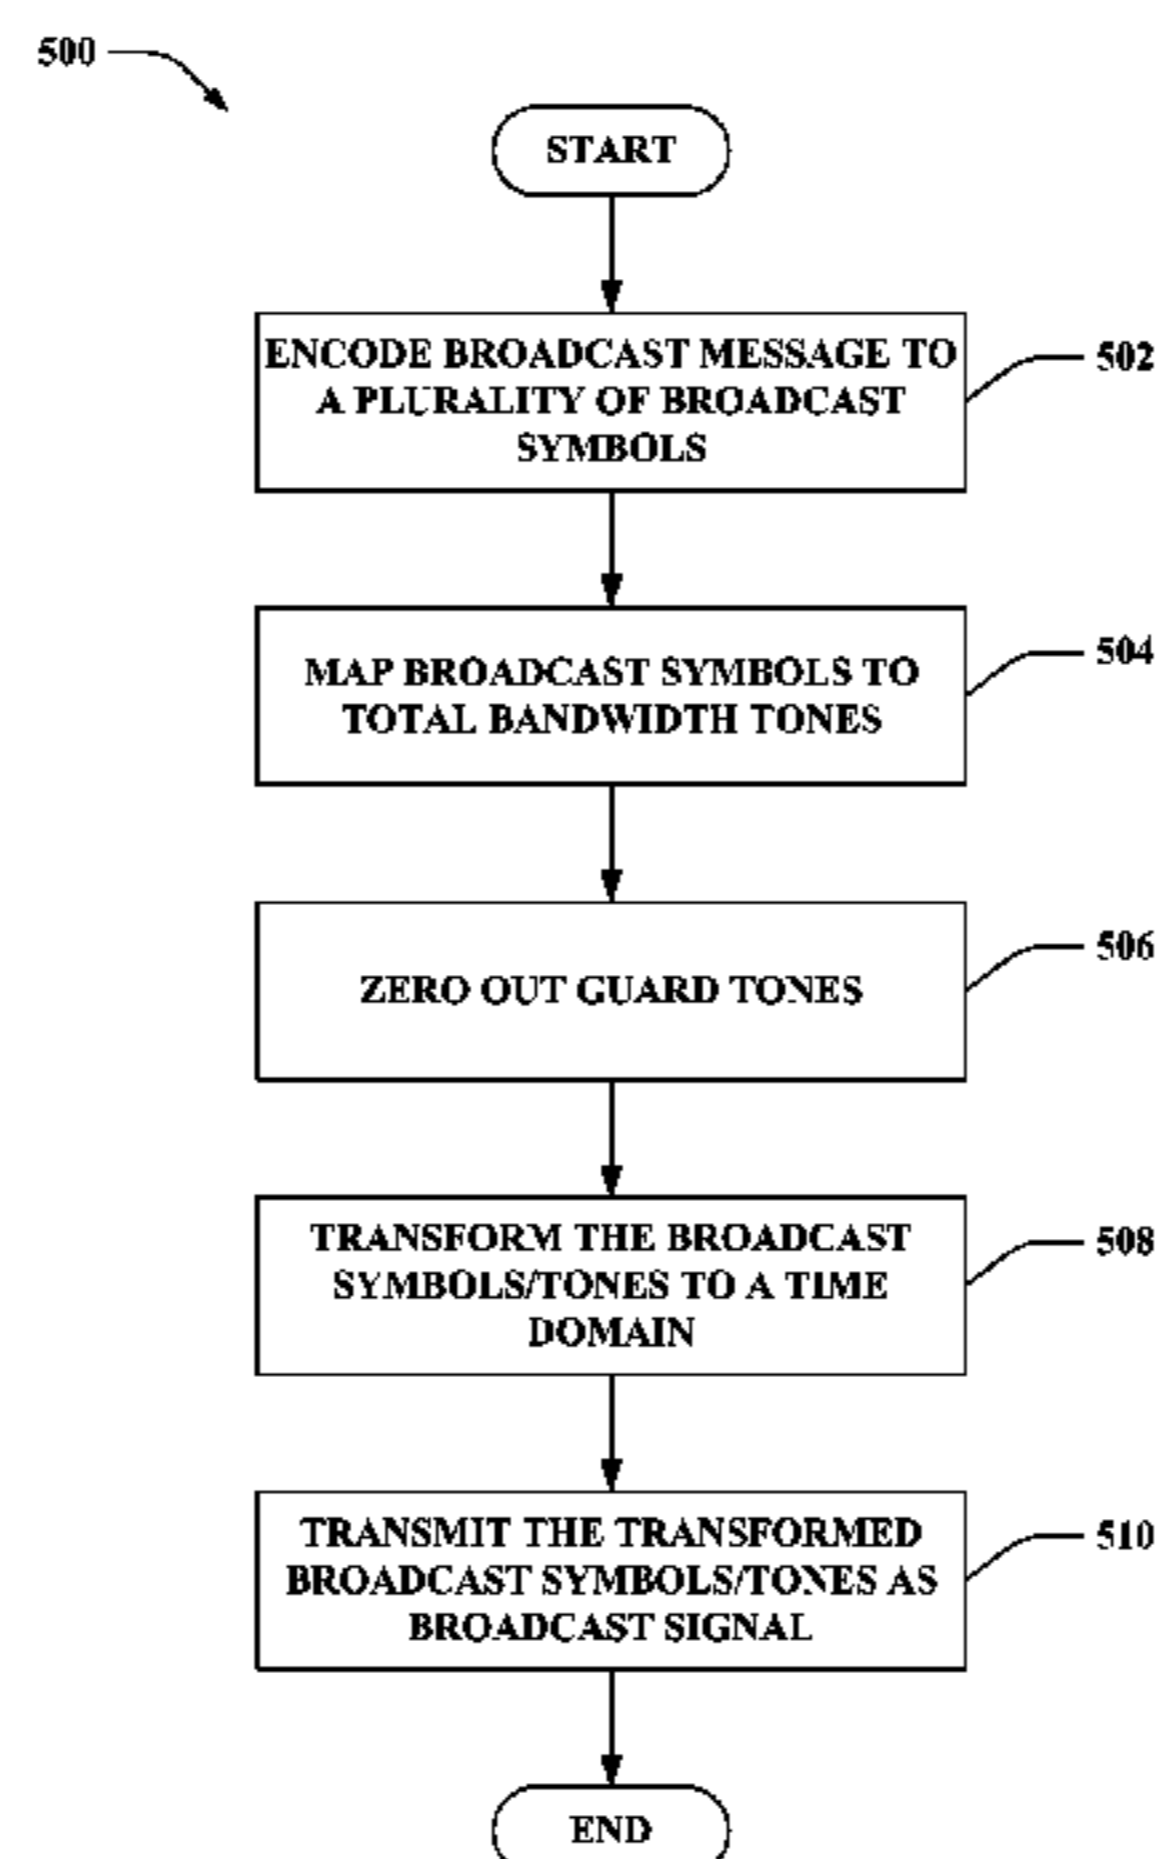 500
START
ENCODE BROADCAST MESSAGE TO
A PLURALITY OF BROADCAST
SYMBOLS
502
MAP BROADCAST SYMBOLS TO
TOTAL BANDWIDTH TONES
504
ZERO OUT GUARD TONES
506
TRANSFORM THE BROADCAST
SYMBOLS/TONES TO A TIME
DOMAIN
508
TRANSMIT THE TRANSFORMED
BROADCAST SYMBOLS/TONES AS
BROADCAST SIGNAL
510
END